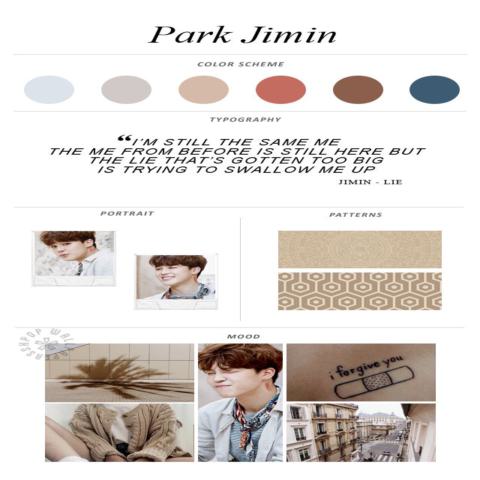 Park Jimin
COLOR SCHEME
TYPOGRAPHY
“I'M STILL THE SAME ME
THE ME FROM BEFORE IS STILL HERE BUT
THE LIE THAT'S GOTTEN TOO BIG
IS TRYING TO SWALLOW ME UP
JIMIN - LIE
PORTRAIT
PATTERNS
MOOD
i forgive you